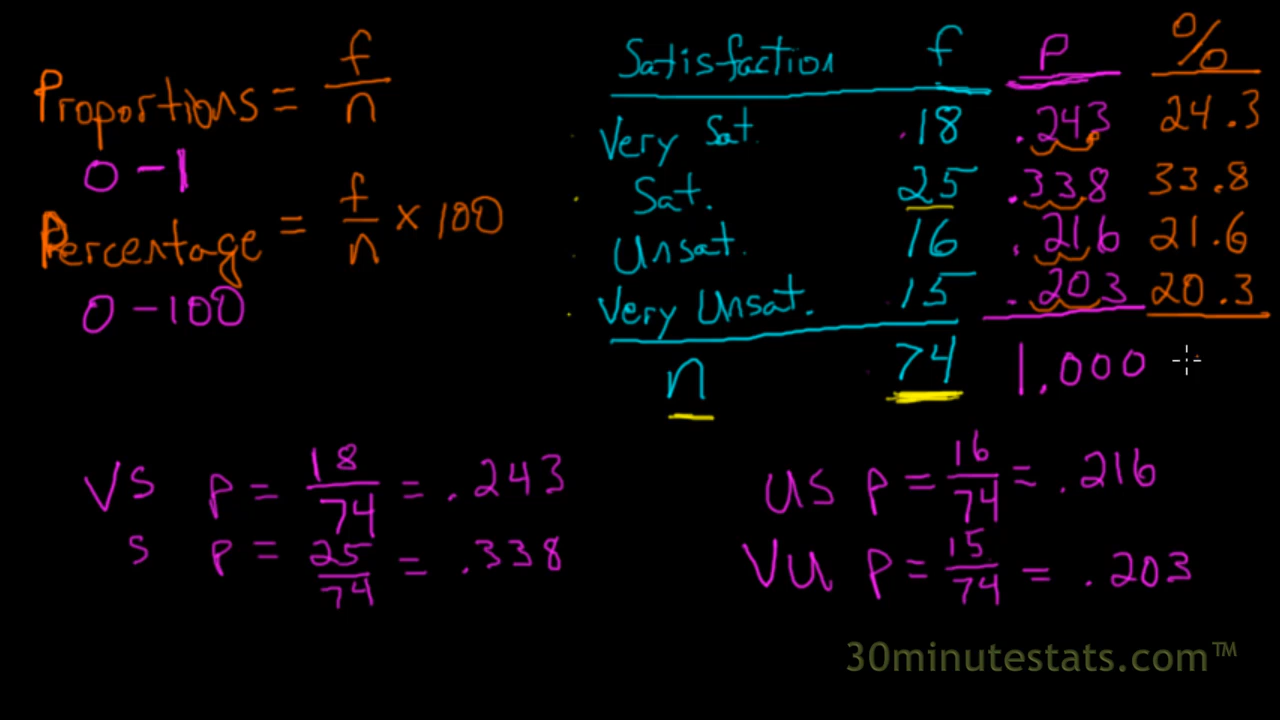 Proportions = f/n
0 - 1
Percentage = f/n × 100
0 - 100
Satisfaction f P %
Very Sat. 18 .243 24.3
Sat. 25 .338 33.8
Unsat. 16 .216 21.6
Very Unsat. 15 .203 20.3
n 74 1.000
VS p = 18/74 = .243
S p = 25/74 = .338
US P = 16/74 = .216
VU P = 15/74 = .203
30minutestats.com™